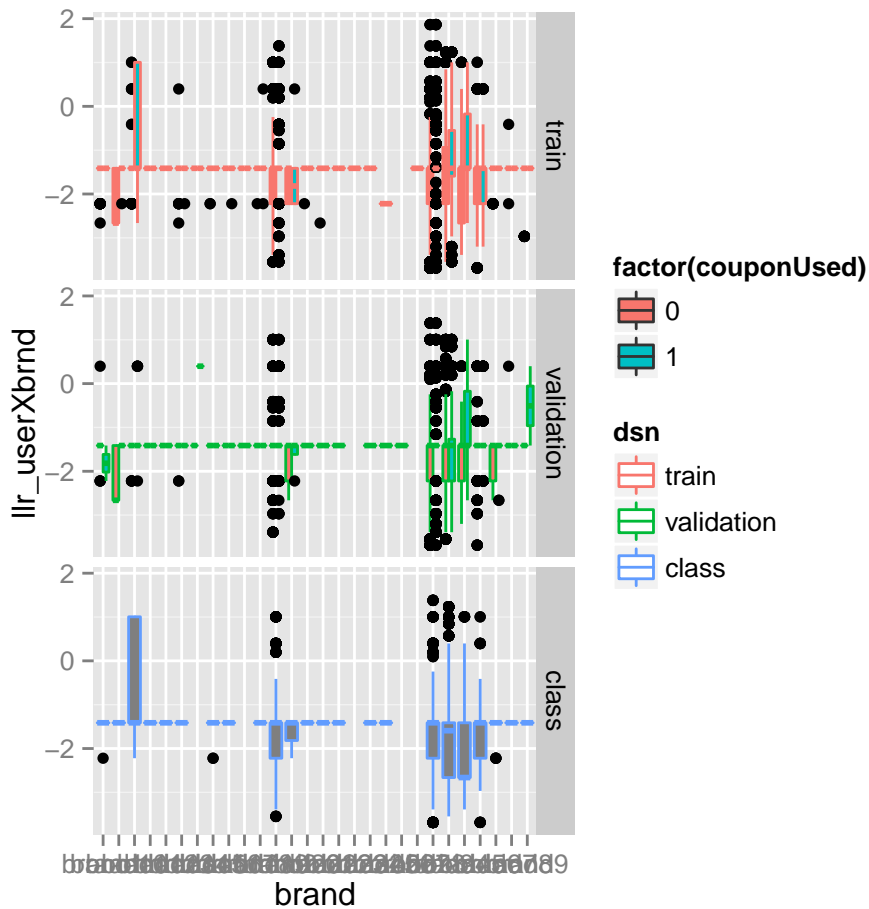 2
0
−2
train
2
0
−2
validation
2
0
−2
class
llr_userXbrnd
brand
factor(couponUsed)
0
1
dsn
train
validation
class